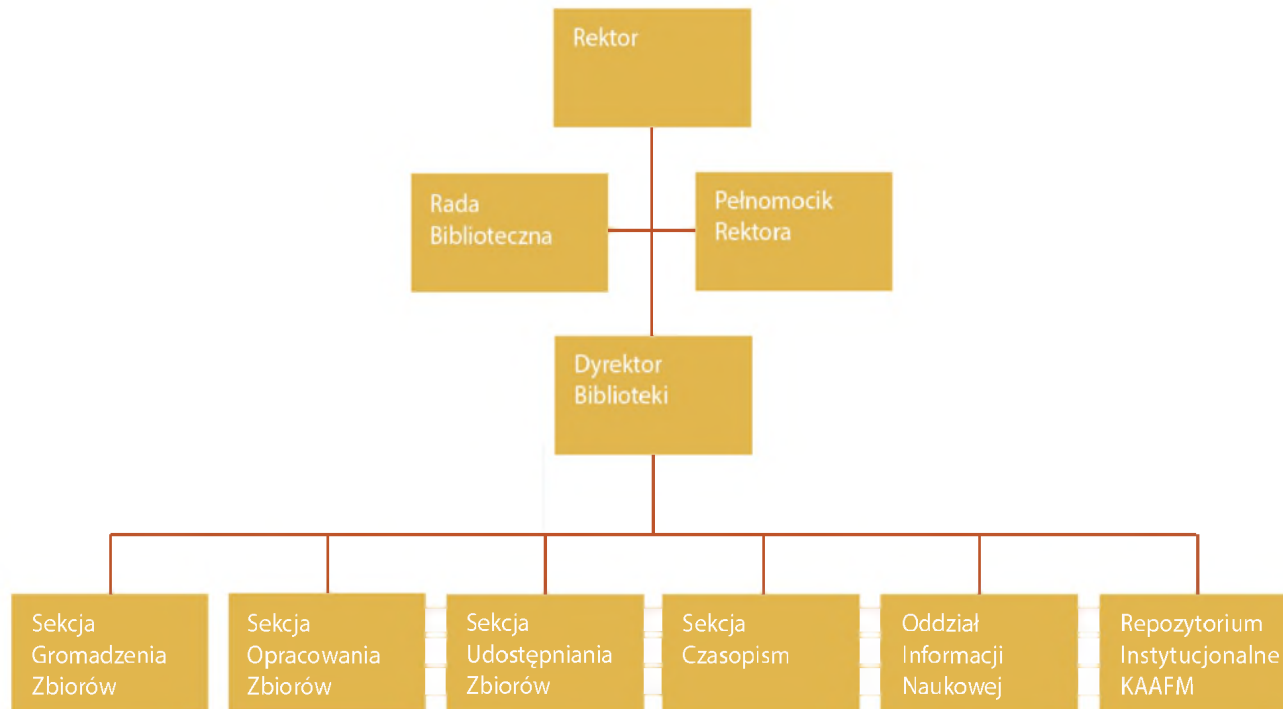 Rektor
Rada
Biblioteczna
Pełnomocik
Rektora
Dyrektor
Biblioteki
Sekcja
Gromadzenia
Zbiorów
Sekcja
Opracowania
Zbiorów
Sekcja
Udostępniania
Zbiorów
Sekcja
Czasopism
Oddział
Informacji
Naukowej
Repozytorium
Instytucjonalne
KAAFM